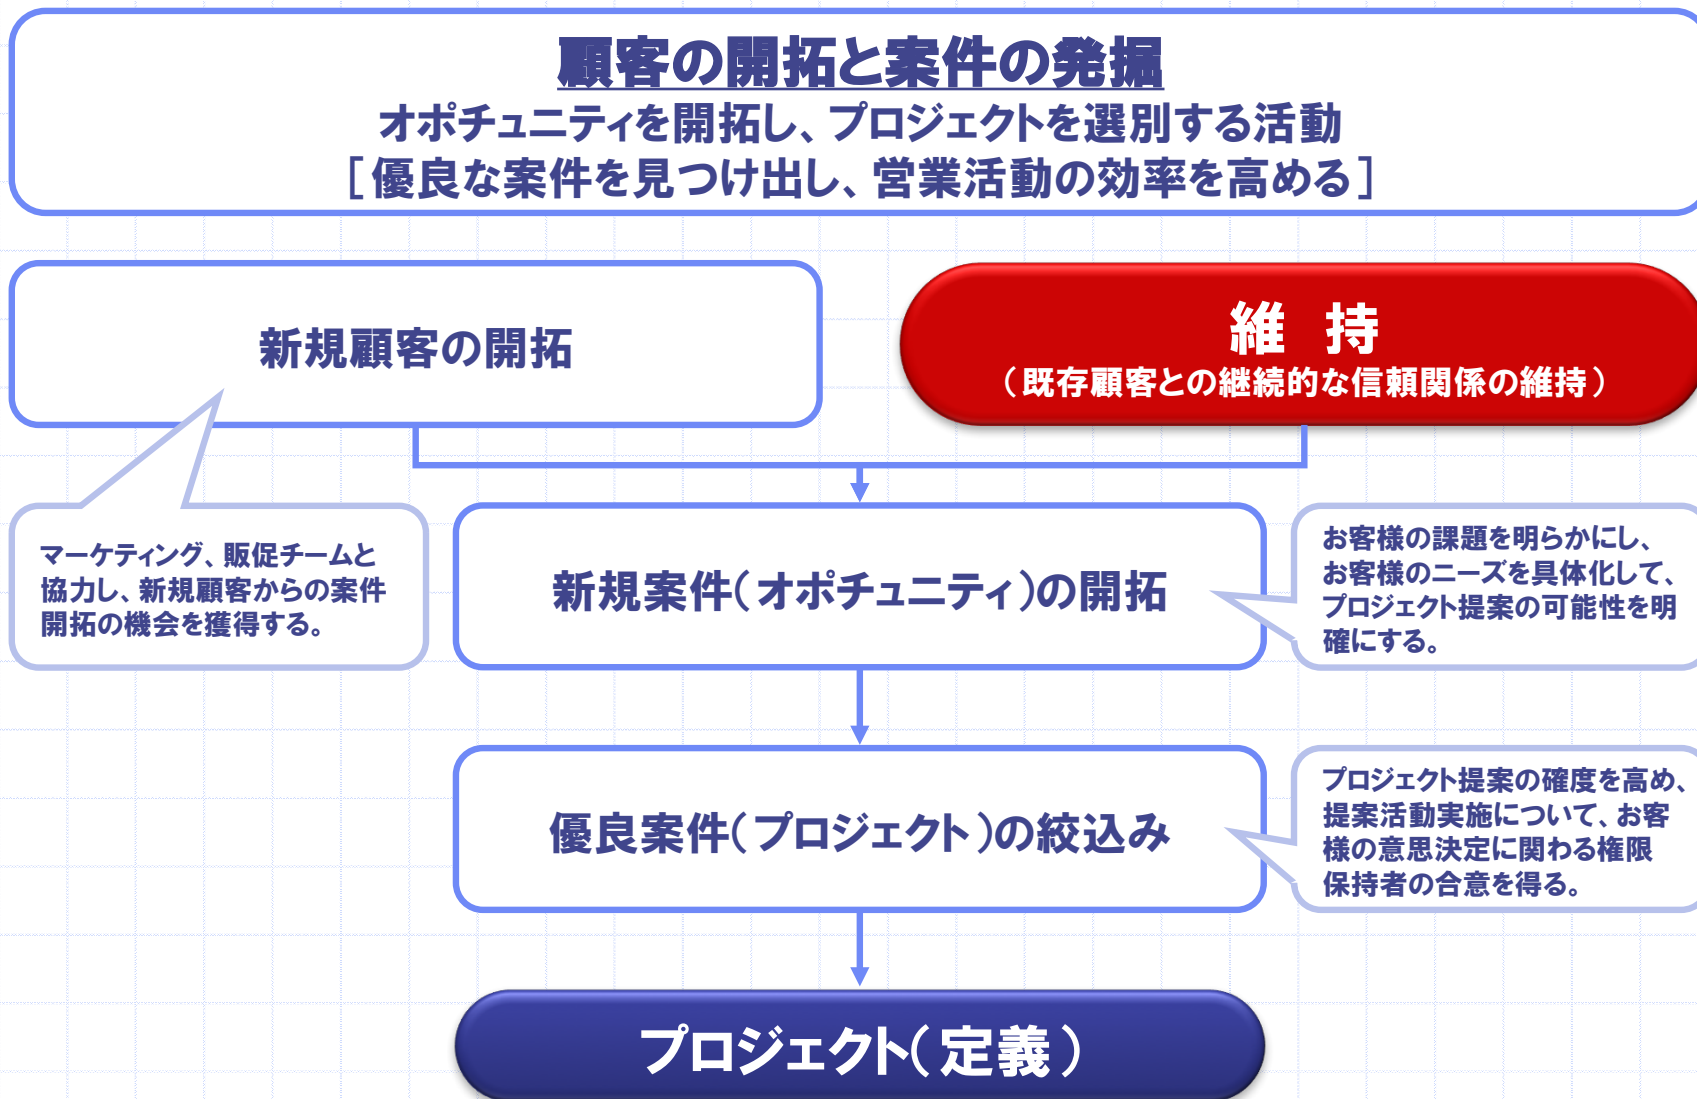 顧客の開拓と案件の発掘
オポチュニティを開拓し、プロジェクトを選別する活動
［優良な案件を見つけ出し、営業活動の効率を高める］
新規顧客の開拓
維 持
（既存顧客との継続的な信頼関係の維持）
マーケティング、販促チームと
協力し、新規顧客からの案件
開拓の機会を獲得する。
新規案件（オポチュニティ）の開拓
お客様の課題を明らかにし、
お客様のニーズを具体化して、
プロジェクト提案の可能性を明
確にする。
優良案件（プロジェクト）の絞込み
プロジェクト提案の確度を高め、
提案活動実施について、お客
様の意思決定に関わる権限
保持者の合意を得る。
プロジェクト（定義）